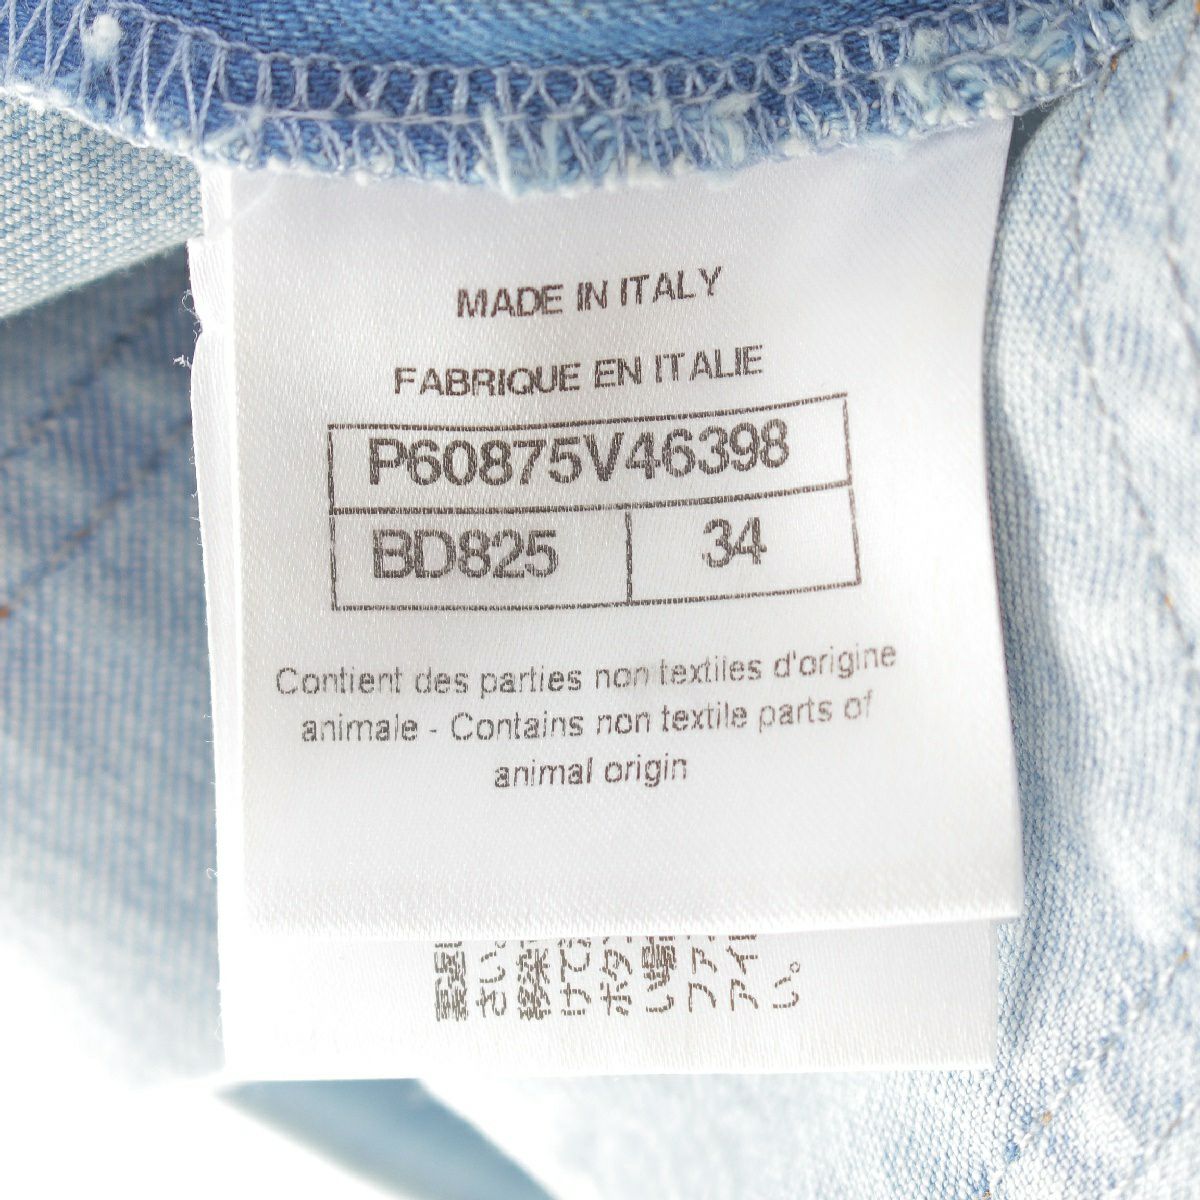 MADE IN ITALY
FABRIQUE EN ITALIE
P60875V46398
BD825 34
Contient des parties non textiles d'origine
animale - Contains non textile parts of
animal origin